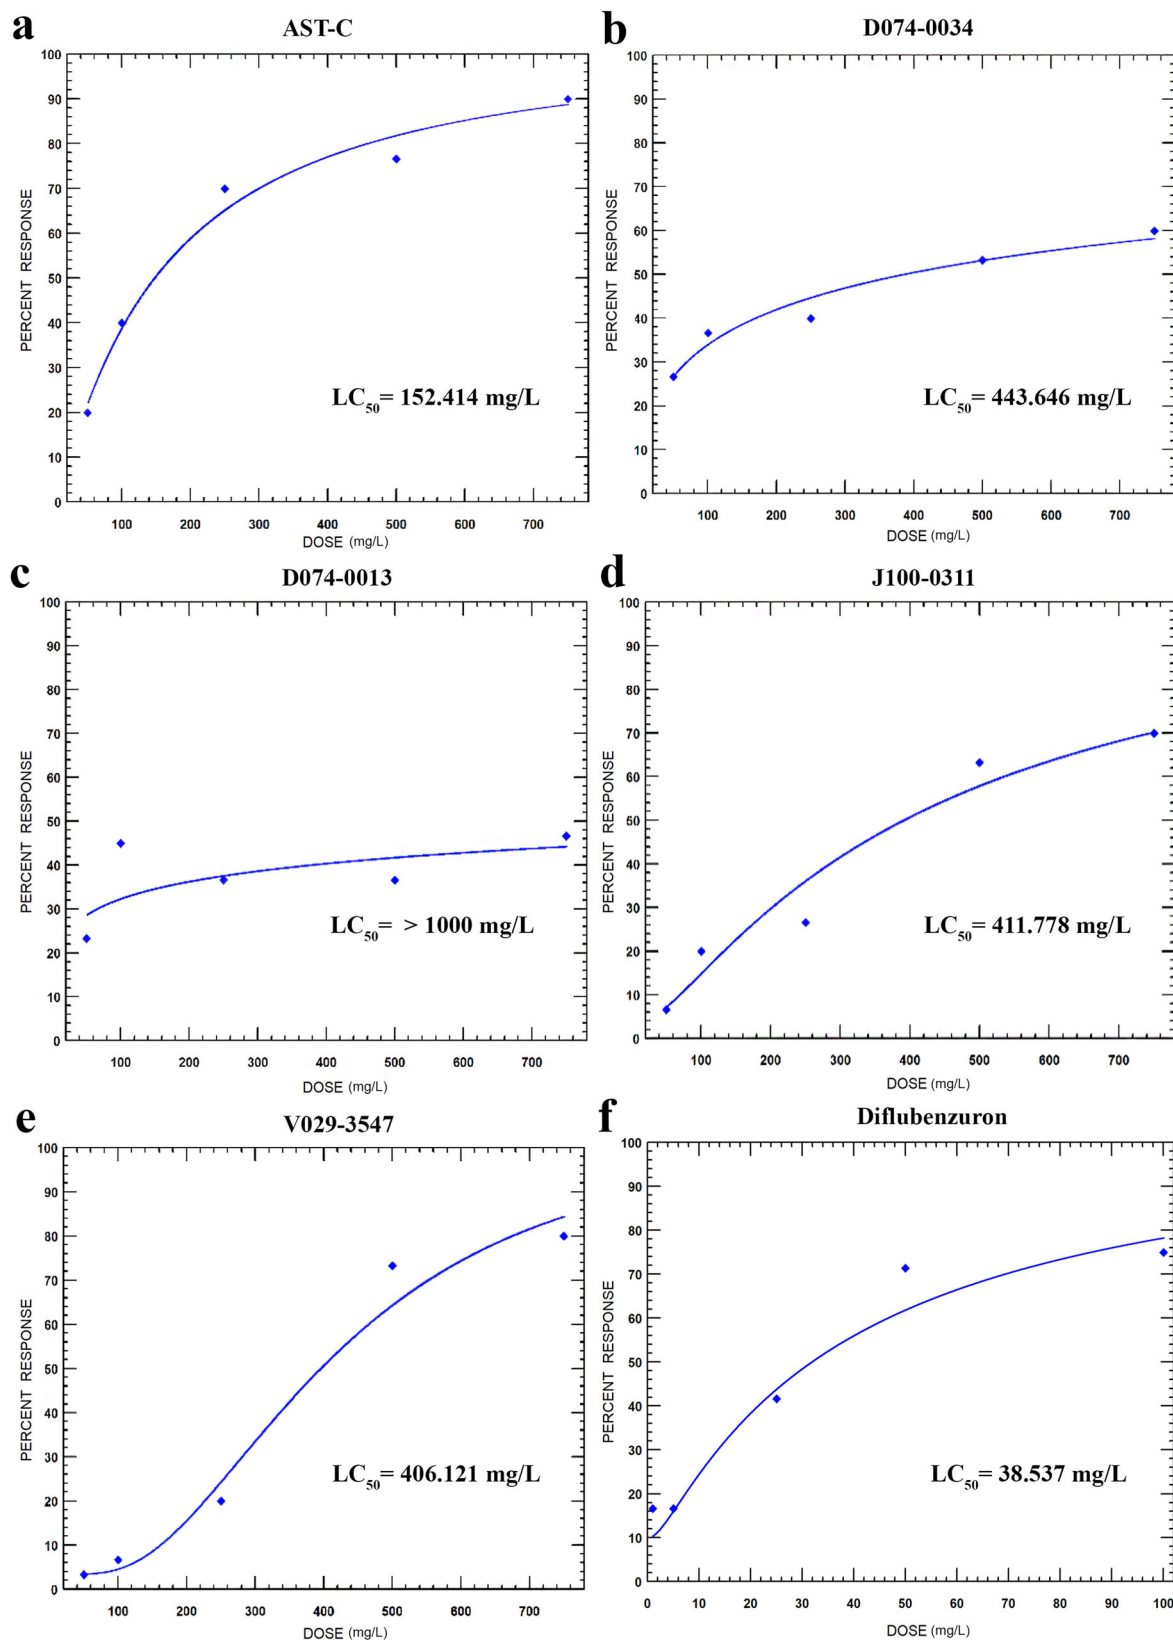 a
AST-C
100
90
80
70
60
50
40
30
20
10
0
PERCENT RESPONSE
LC50= 152.414 mg/L
100 200 300 400 500 600 700
DOSE (mg/L)
b
D074-0034
100
90
80
70
60
50
40
30
20
10
0
PERCENT RESPONSE
LC50= 443.646 mg/L
100 200 300 400 500 600 700
DOSE (mg/L)
c
D074-0013
100
90
80
70
60
50
40
30
20
10
0
PERCENT RESPONSE
LC50= > 1000 mg/L
100 200 300 400 500 600 700
DOSE (mg/L)
d
J100-0311
100
90
80
70
60
50
40
30
20
10
0
PERCENT RESPONSE
LC50= 411.778 mg/L
100 200 300 400 500 600 700
DOSE (mg/L)
e
V029-3547
100
90
80
70
60
50
40
30
20
10
0
PERCENT RESPONSE
LC50= 406.121 mg/L
100 200 300 400 500 600 700
DOSE (mg/L)
f
Diflubenzuron
100
90
80
70
60
50
40
30
20
10
0
PERCENT RESPONSE
LC50= 38.537 mg/L
0 10 20 30 40 50 60 70 80 90 100
DOSE (mg/L)